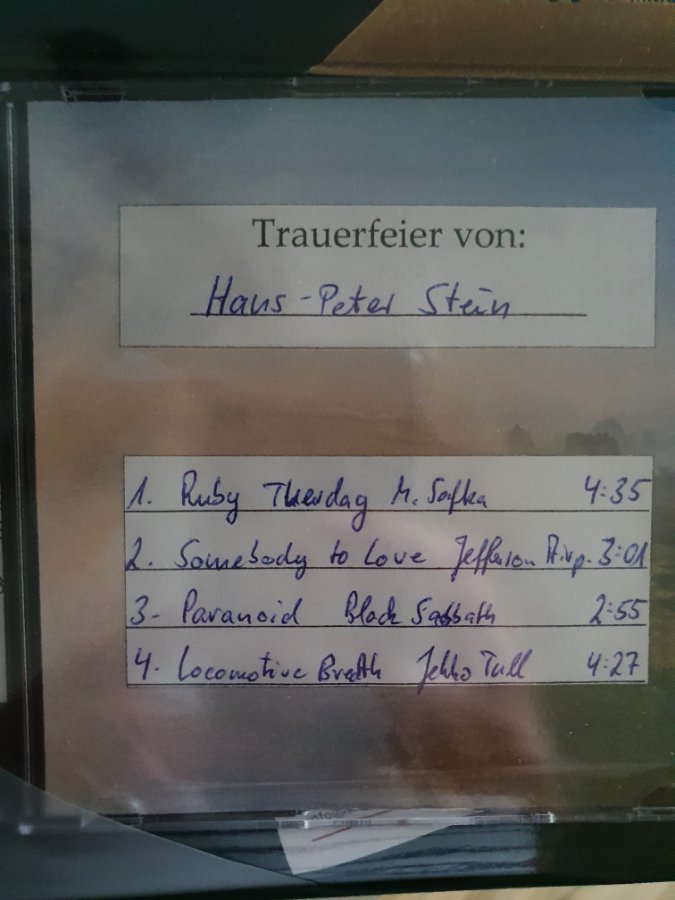 Trauerfeier von:
Hans-Peter Stein
1. Ruby Thuesday M. Safka 4:35
2. Somebody to Love Jefferson Airp. 3:01
3- Paranoid Black Sabbath 2:55
4. Locomotive Breath Jethro Tull 4:27